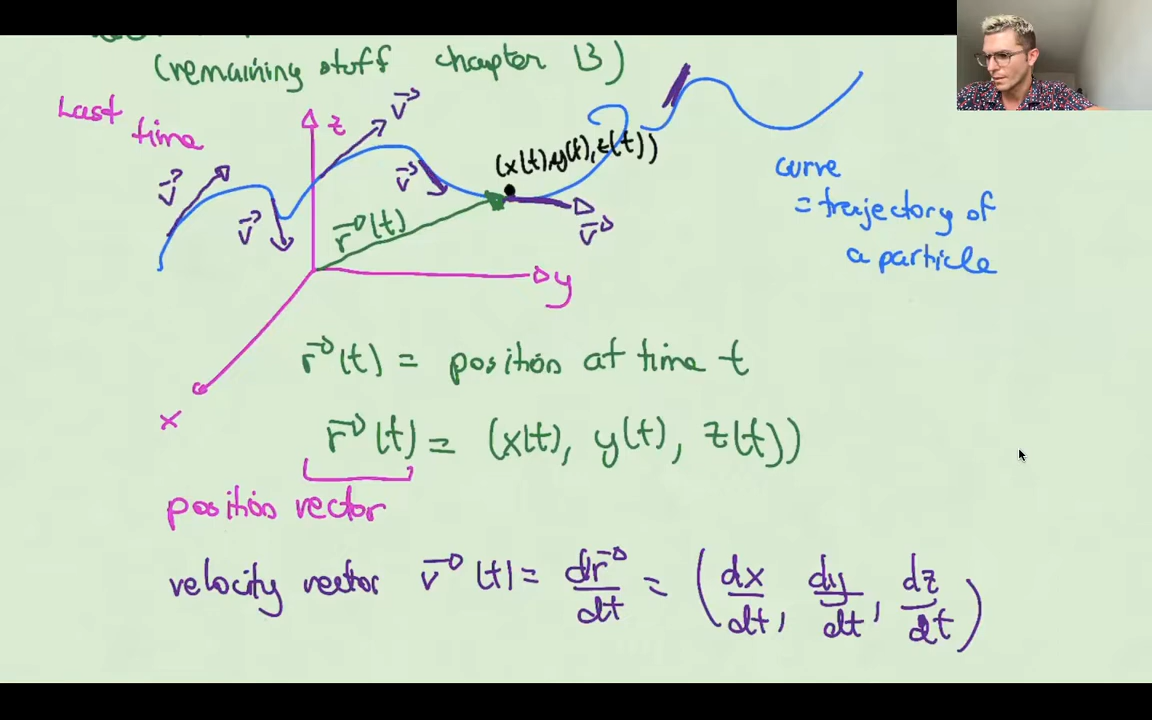 (remaining stuff chapter 13)
Last time
z
v⃗
v⃗
v⃗
v⃗
(x(t),y(t),z(t))
r⃗(t)
v⃗
y
x
curve
= trajectory of
a particle
r⃗(t) = position at time t
r⃗(t) = (x(t), y(t), z(t))
position vector
velocity vector v⃗(t) = dr⃗/dt = (dx/dt, dy/dt, dz/dt)